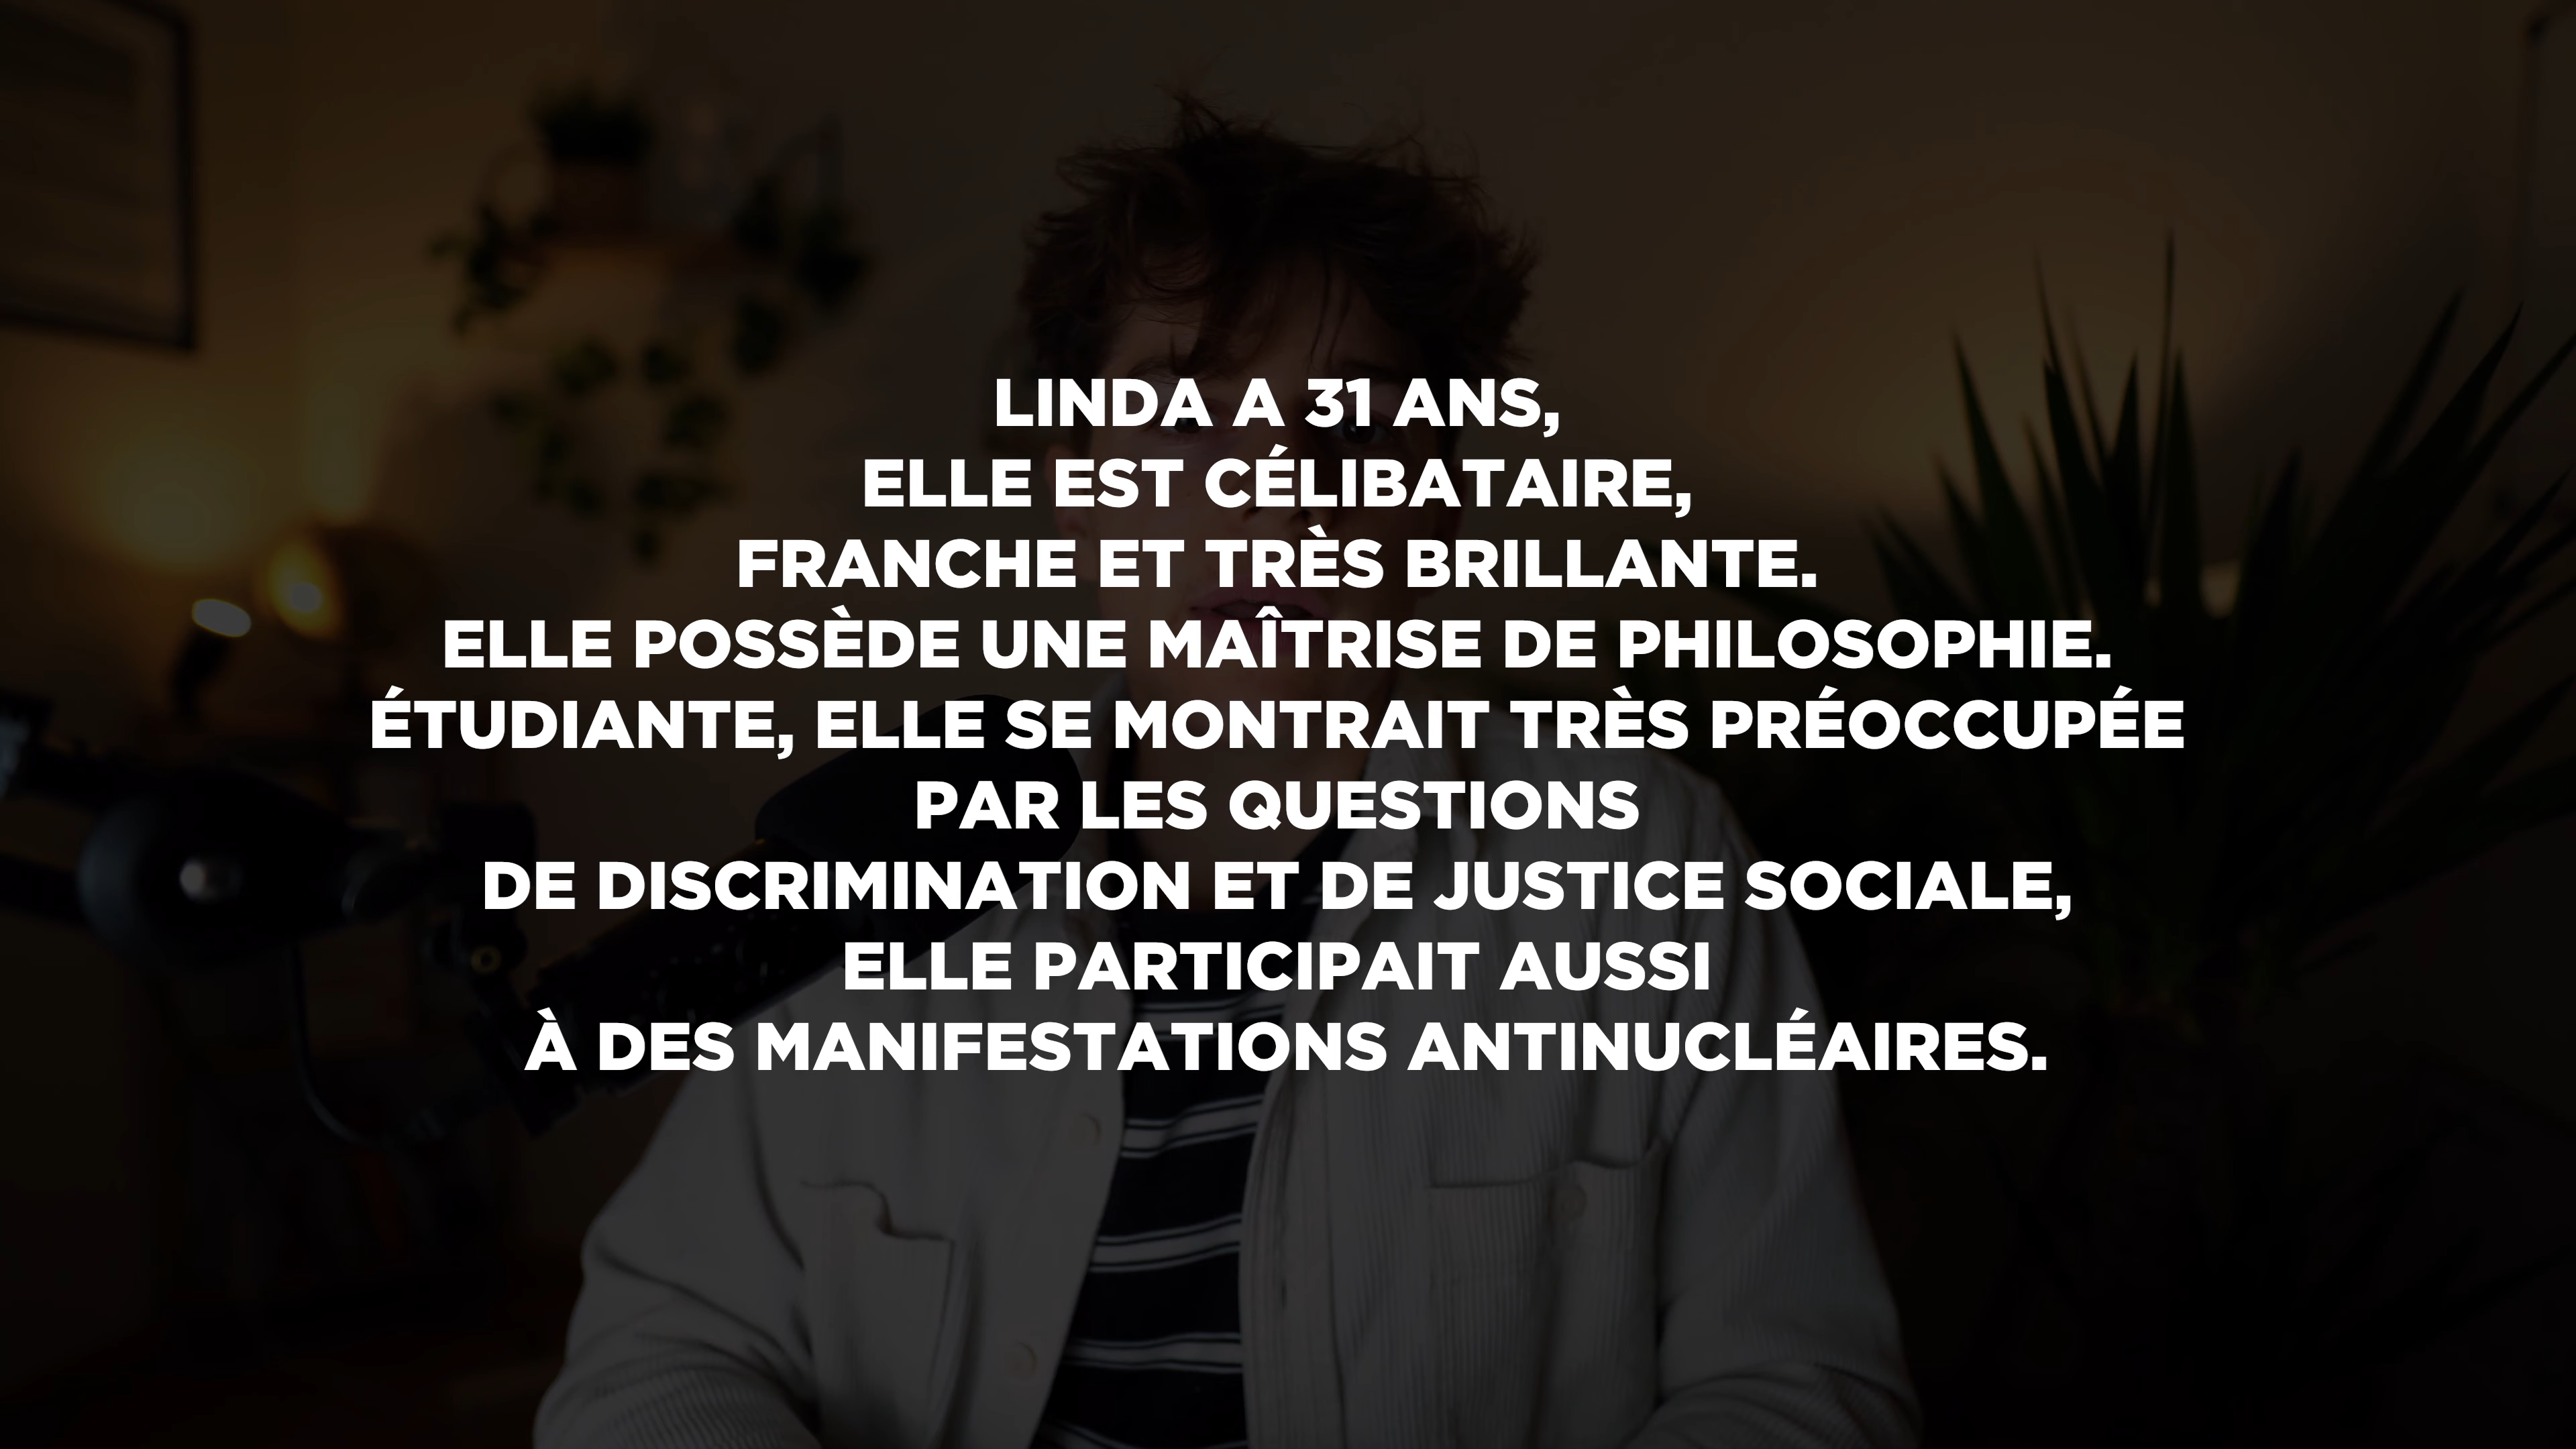 LINDA A 31 ANS,
ELLE EST CÉLIBATAIRE,
FRANCHE ET TRÈS BRILLANTE.
ELLE POSSÈDE UNE MAÎTRISE DE PHILOSOPHIE.
ÉTUDIANTE, ELLE SE MONTRAIT TRÈS PRÉOCCUPÉE
PAR LES QUESTIONS
DE DISCRIMINATION ET DE JUSTICE SOCIALE,
ELLE PARTICIPAIT AUSSI
À DES MANIFESTATIONS ANTINUCLÉAIRES.